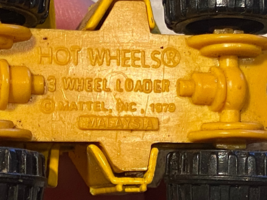 HOT WHEELS®
WHEEL LOADER
© MATTEL, INC. 1979
MALAYSIA